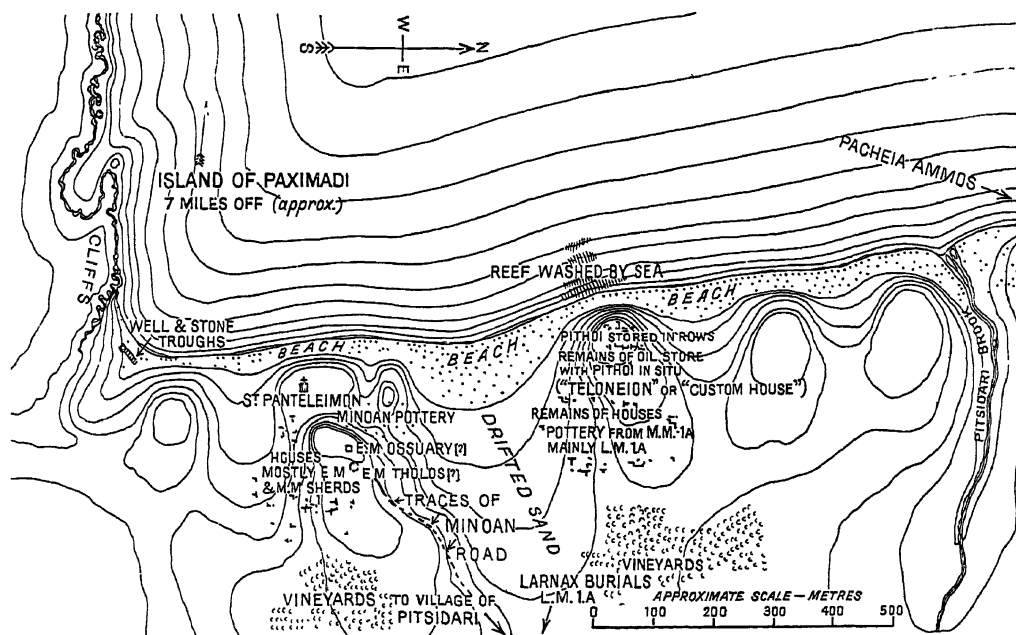 W
S N
E
PACHEIA AMMOS
ISLAND OF PAXIMADI
7 MILES OFF (approx.)
CLIFFS
REEF WASHED BY SEA
BEACH
WELL & STONE
TROUGHS
BEACH
BEACH
PITSIDARI BROOK
PITHOI STORED IN ROWS
REMAINS OF OIL STORE
WITH PITHOI IN SITU
("TELONEION" OR "CUSTOM HOUSE")
ST PANTELEIMON
MINOAN POTTERY
REMAINS OF HOUSES
POTTERY FROM M.M.-1A
MAINLY L.M. 1.A
DRIFTED SAND
E.M. OSSUARY [?]
HOUSES
MOSTLY E M
& M.M SHERDS
E M THOLOS [?]
TRACES OF
MINOAN
ROAD
VINEYARDS
LARNAX BURIALS
L.M. 1.A
VINEYARDS
TO VILLAGE OF
PITSIDARI
APPROXIMATE SCALE — METRES
0 100 200 300 400 500